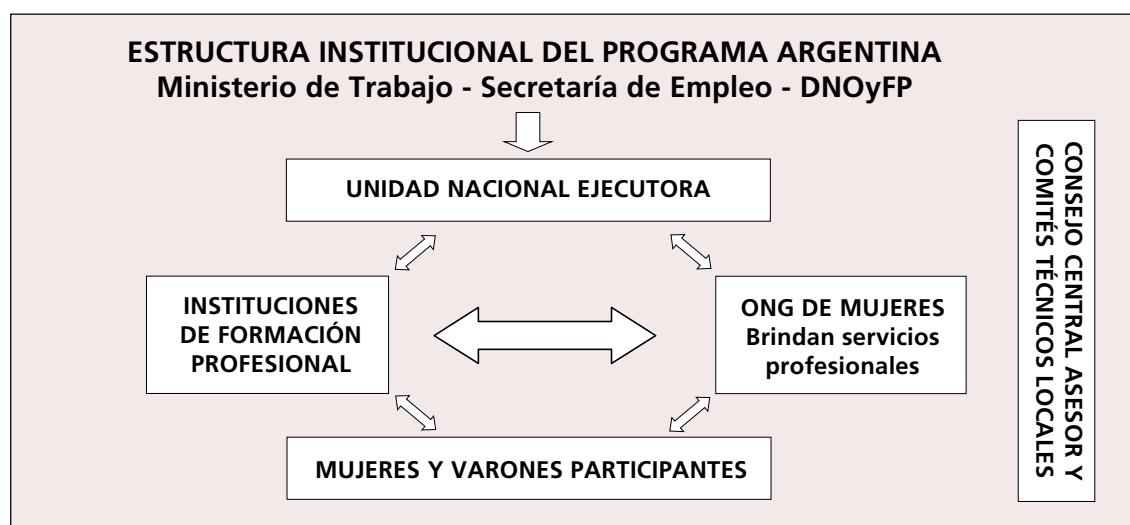 ESTRUCTURA INSTITUCIONAL DEL PROGRAMA ARGENTINA
Ministerio de Trabajo - Secretaría de Empleo - DNOyFP
UNIDAD NACIONAL EJECUTORA
INSTITUCIONES
DE FORMACIÓN
PROFESIONAL
ONG DE MUJERES
Brindan servicios
profesionales
MUJERES Y VARONES PARTICIPANTES
CONSEJO CENTRAL ASESOR Y
COMITÉS TÉCNICOS LOCALES